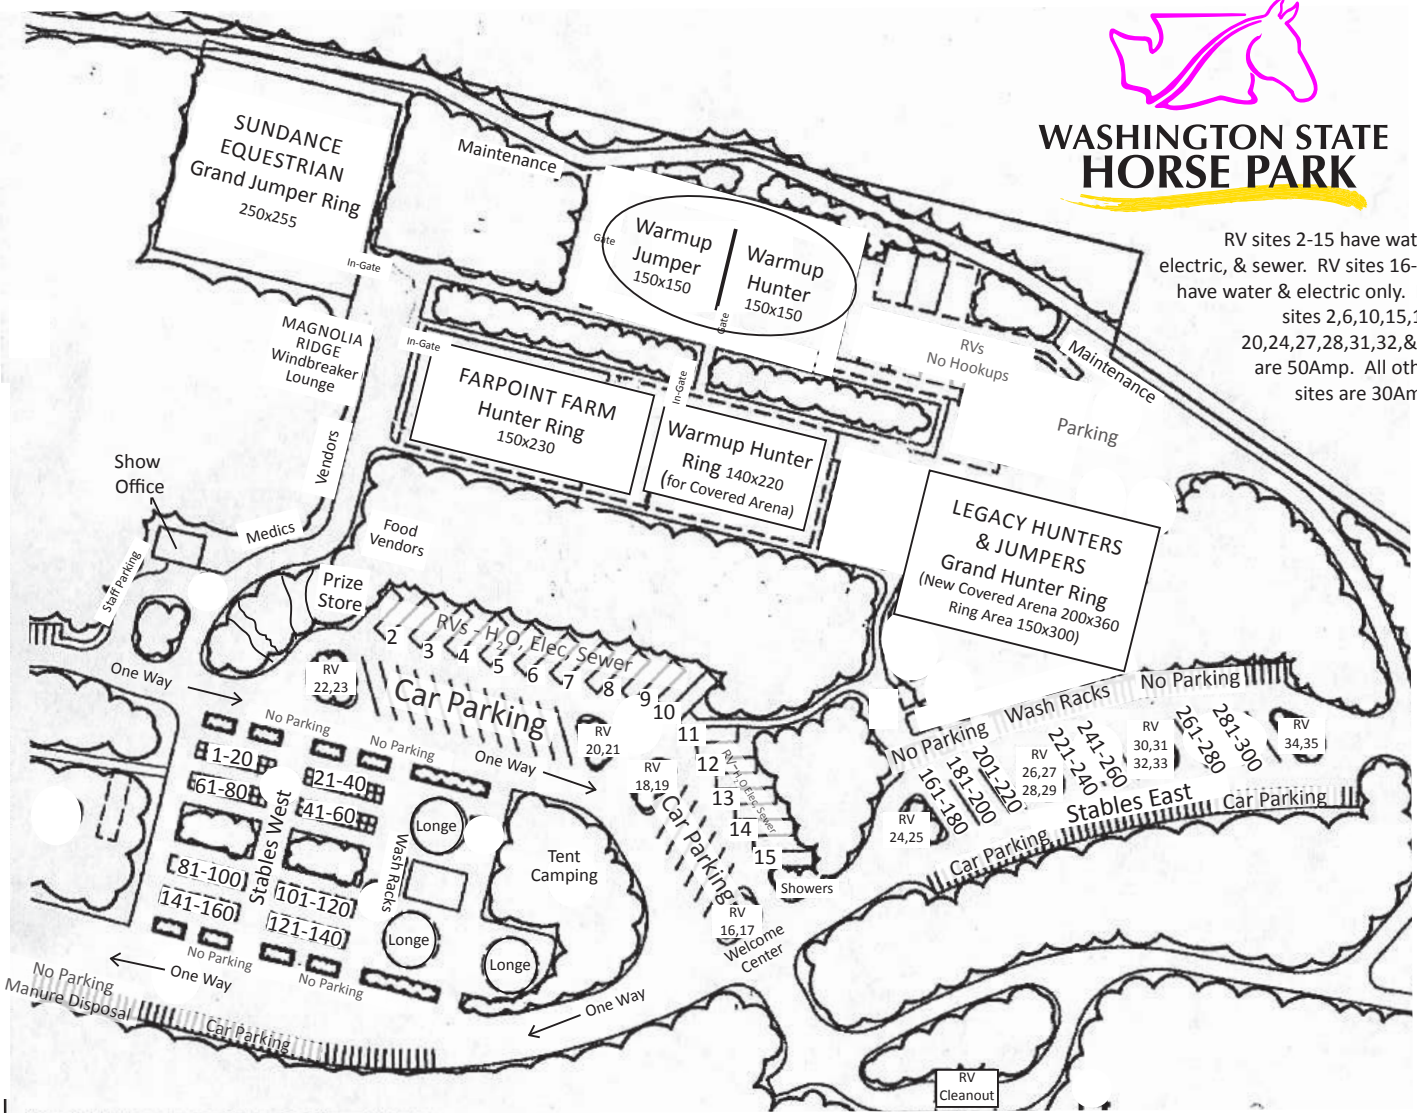 WASHINGTON STATE
HORSE PARK
RV sites 2-15 have wat
electric, & sewer. RV sites 16-
have water & electric only.
sites 2,6,10,15,1
20,24,27,28,31,32,&
are 50Amp. All oth
sites are 30Am
SUNDANCE
EQUESTRIAN
Grand Jumper Ring
250x255
Maintenance
Gate
Warmup
Jumper
150x150
Warmup
Hunter
150x150
Gate
In-Gate
MAGNOLIA
RIDGE
Windbreaker
Lounge
In-Gate
RVs
No Hookups
Maintenance
FARPOINT FARM
Hunter Ring
150x230
In-Gate
Warmup Hunter
Ring 140x220
(for Covered Arena)
Parking
Vendors
Show
Office
Medics
Food
Vendors
LEGACY HUNTERS
& JUMPERS
Grand Hunter Ring
(New Covered Arena 200x360
Ring Area 150x300)
Staff Parking
Prize
Store
RVs - H2O, Elec, Sewer
2
3
4
5
6
7
8
9
10
11
12
13
14
15
RV-H2O, Elec, Sewer
One Way
RV
22,23
Car Parking
RV
20,21
One Way
RV
18,19
No Parking
No Parking
1-20
21-40
61-80
41-60
Stables West
81-100
101-120
141-160
121-140
Wash Racks
Longe
Longe
Longe
Tent
Camping
Car Parking
RV
16,17
Welcome
Center
Showers
No Parking
Wash Racks
No Parking
161-180
181-200
201-220
221-240
241-260
261-280
281-300
RV
24,25
RV
26,27
28,29
RV
30,31
32,33
RV
34,35
Stables East
Car Parking
Car Parking
No Parking
No Parking
One Way
No Parking
Manure Disposal
Car Parking
One Way
RV
Cleanout